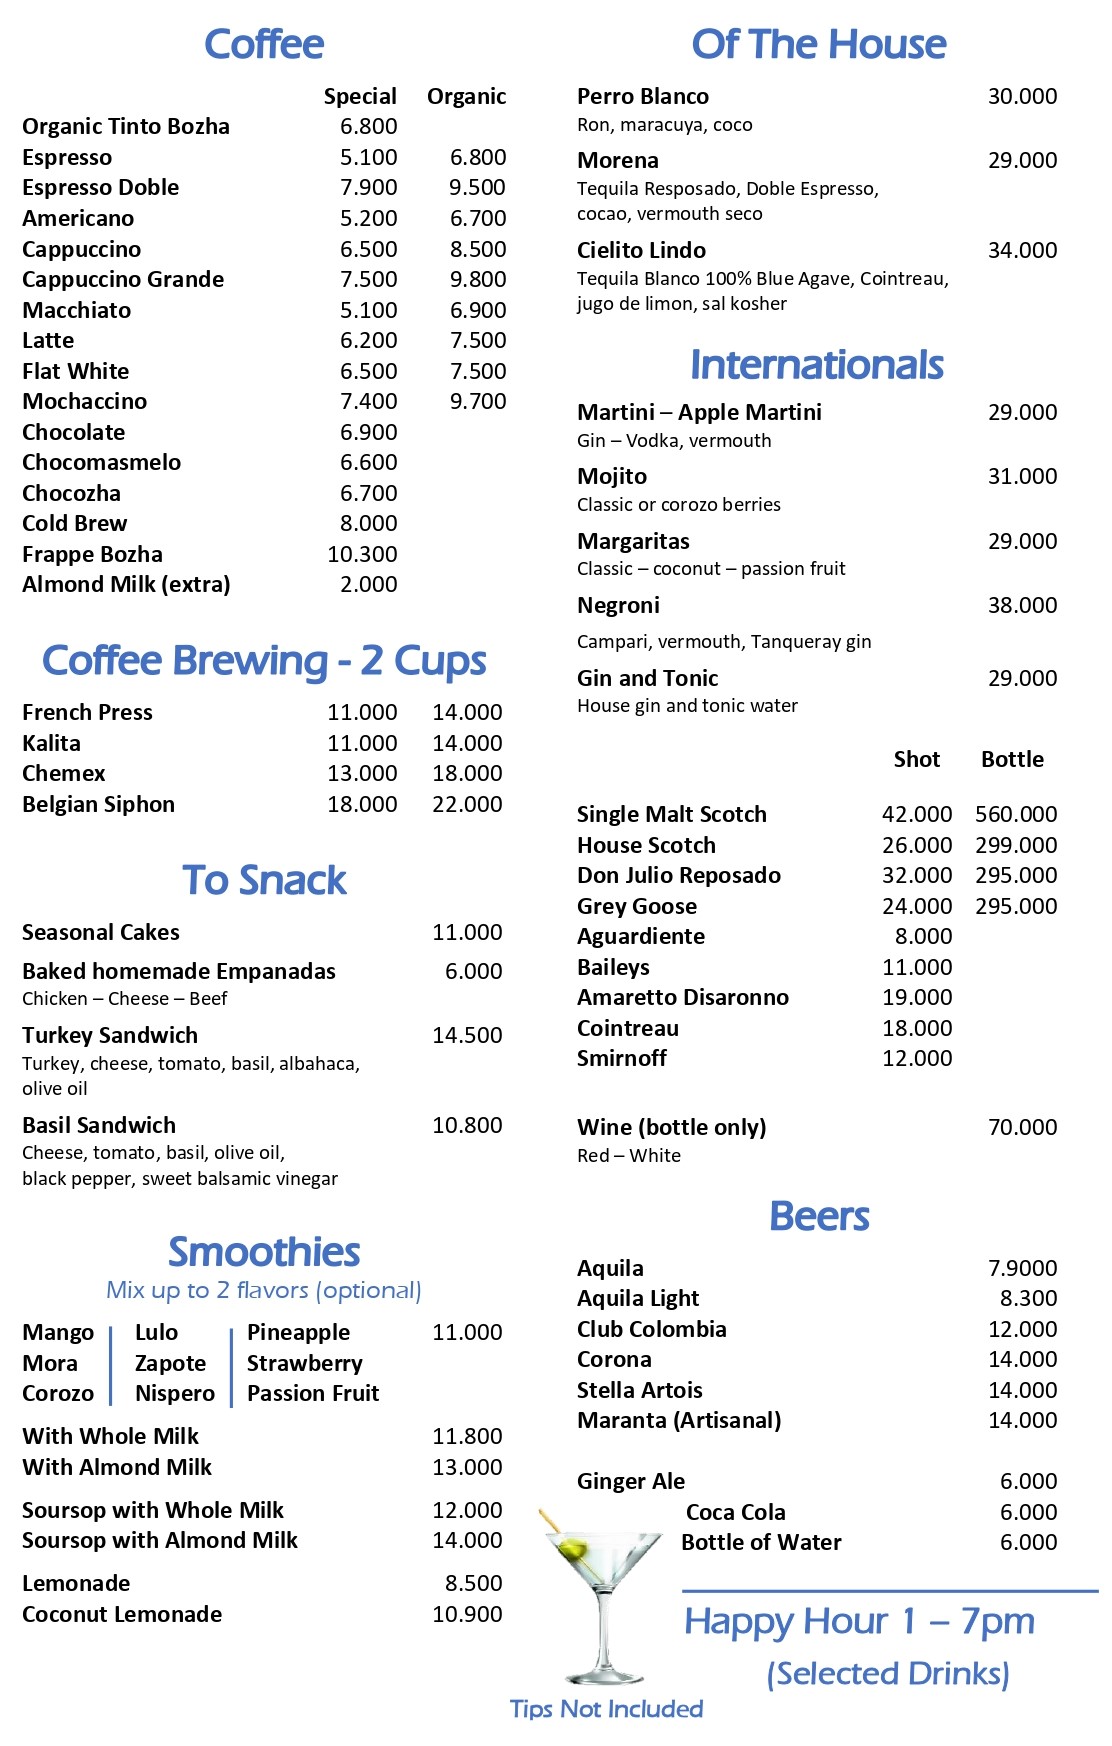 Coffee
Special Organic
Organic Tinto Bozha 6.800
Espresso 5.100 6.800
Espresso Doble 7.900 9.500
Americano 5.200 6.700
Cappuccino 6.500 8.500
Cappuccino Grande 7.500 9.800
Macchiato 5.100 6.900
Latte 6.200 7.500
Flat White 6.500 7.500
Mochaccino 7.400 9.700
Chocolate 6.900
Chocomasmelo 6.600
Chocozha 6.700
Cold Brew 8.000
Frappe Bozha 10.300
Almond Milk (extra) 2.000
Coffee Brewing - 2 Cups
French Press 11.000 14.000
Kalita 11.000 14.000
Chemex 13.000 18.000
Belgian Siphon 18.000 22.000
To Snack
Seasonal Cakes 11.000
Baked homemade Empanadas 6.000
Chicken – Cheese – Beef
Turkey Sandwich 14.500
Turkey, cheese, tomato, basil, albahaca,
olive oil
Basil Sandwich 10.800
Cheese, tomato, basil, olive oil,
black pepper, sweet balsamic vinegar
Smoothies
Mix up to 2 flavors (optional)
Mango Lulo Pineapple 11.000
Mora Zapote Strawberry
Corozo Nispero Passion Fruit
With Whole Milk 11.800
With Almond Milk 13.000
Soursop with Whole Milk 12.000
Soursop with Almond Milk 14.000
Lemonade 8.500
Coconut Lemonade 10.900
Of The House
Perro Blanco 30.000
Ron, maracuya, coco
Morena 29.000
Tequila Resposado, Doble Espresso,
cocao, vermouth seco
Cielito Lindo 34.000
Tequila Blanco 100% Blue Agave, Cointreau,
jugo de limon, sal kosher
Internationals
Martini – Apple Martini 29.000
Gin – Vodka, vermouth
Mojito 31.000
Classic or corozo berries
Margaritas 29.000
Classic – coconut – passion fruit
Negroni 38.000
Campari, vermouth, Tanqueray gin
Gin and Tonic 29.000
House gin and tonic water
Shot Bottle
Single Malt Scotch 42.000 560.000
House Scotch 26.000 299.000
Don Julio Reposado 32.000 295.000
Grey Goose 24.000 295.000
Aguardiente 8.000
Baileys 11.000
Amaretto Disaronno 19.000
Cointreau 18.000
Smirnoff 12.000
Wine (bottle only) 70.000
Red – White
Beers
Aquila 7.9000
Aquila Light 8.300
Club Colombia 12.000
Corona 14.000
Stella Artois 14.000
Maranta (Artisanal) 14.000
Ginger Ale 6.000
Coca Cola 6.000
Bottle of Water 6.000
Happy Hour 1 – 7pm
(Selected Drinks)
Tips Not Included